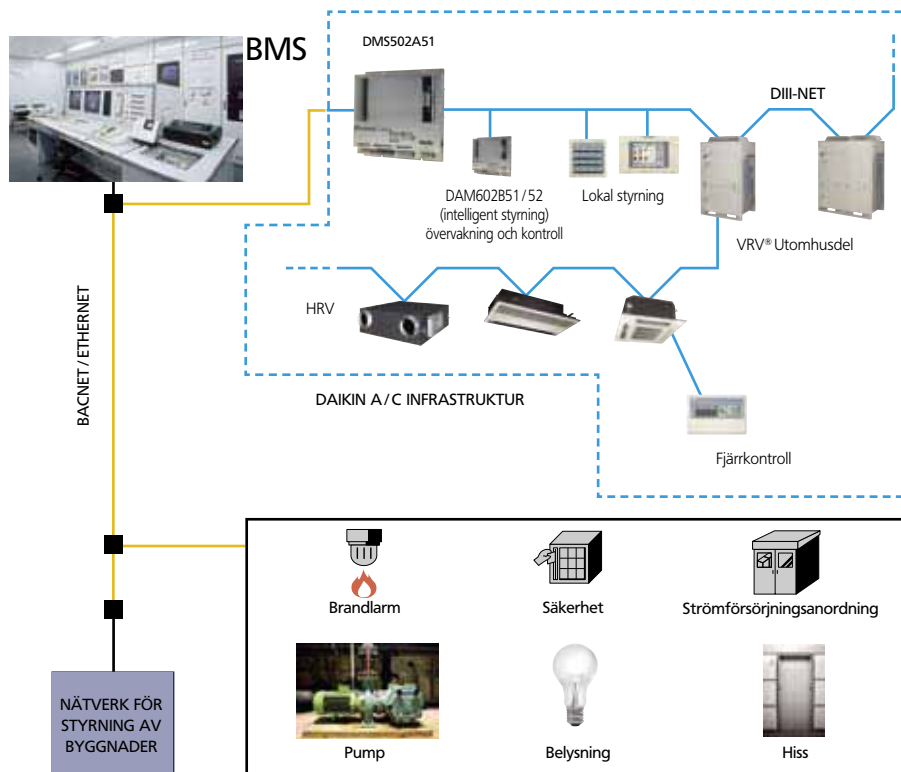 BMS
DMS502A51
DIII-NET
DAM602B51/52
(intelligent styrning)
övervakning och kontroll
Lokal styrning
VRV® Utomhusdel
HRV
BACNET/ETHERNET
DAIKIN A/C INFRASTRUKTUR
Fjärrkontroll
Brandlarm
Säkerhet
Strömförsörjningsanordning
NÄTVERK FÖR
STYRNING AV
BYGGNADER
Pump
Belysning
Hiss